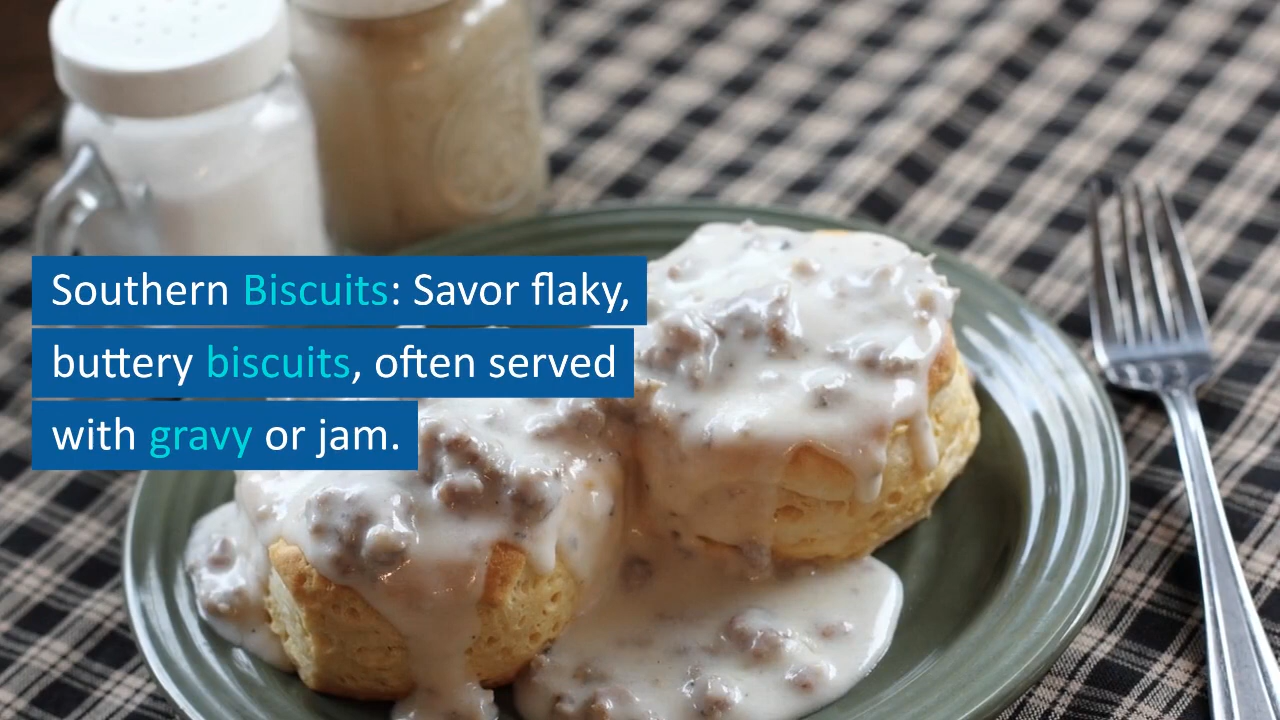 Southern Biscuits: Savor flaky,
buttery biscuits, often served
with gravy or jam.